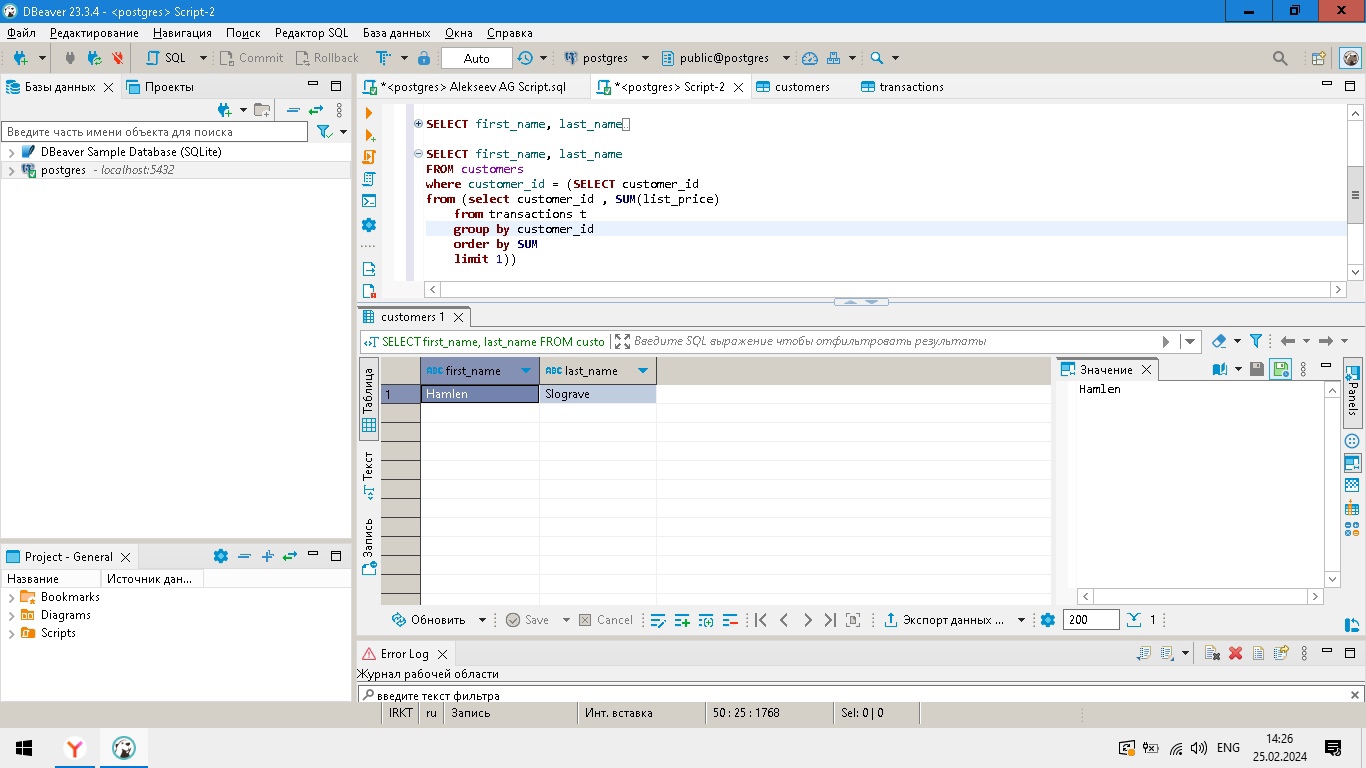 DBeaver 23.3.4 - <postgres> Script-2
Файл Редактирование Навигация Поиск Редактор SQL База данных Окна Справка
SQL Commit Rollback Auto postgres public@postgres
Базы данных Проекты
*<postgres> Alekseev AG Script.sql *<postgres> Script-2 customers transactions
Введите часть имени объекта для поиска
DBeaver Sample Database (SQLite)
postgres - localhost:5432
SELECT first_name, last_name
SELECT first_name, last_name
FROM customers
where customer_id = (SELECT customer_id
from (select customer_id , SUM(list_price)
from transactions t
group by customer_id
order by SUM
limit 1))
customers 1
SELECT first_name, last_name FROM custo Введите SQL выражение чтобы отфильтровать результаты
Таблица
Текст
Запись
ABC first_name ABC last_name
1 Hamlen Slograve
Значение
Hamlen
Panels
Project - General
Название Источник дан...
Bookmarks
Diagrams
Scripts
Обновить Save Cancel Экспорт данных ... 200 1
Error Log
Журнал рабочей области
введите текст фильтра
IRKT ru Запись Инт. вставка 50 : 25 : 1768 Sel: 0 | 0
Y ENG 14:26
25.02.2024